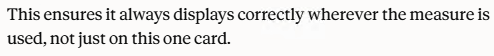 This ensures it always displays correctly wherever the measure is
used, not just on this one card.